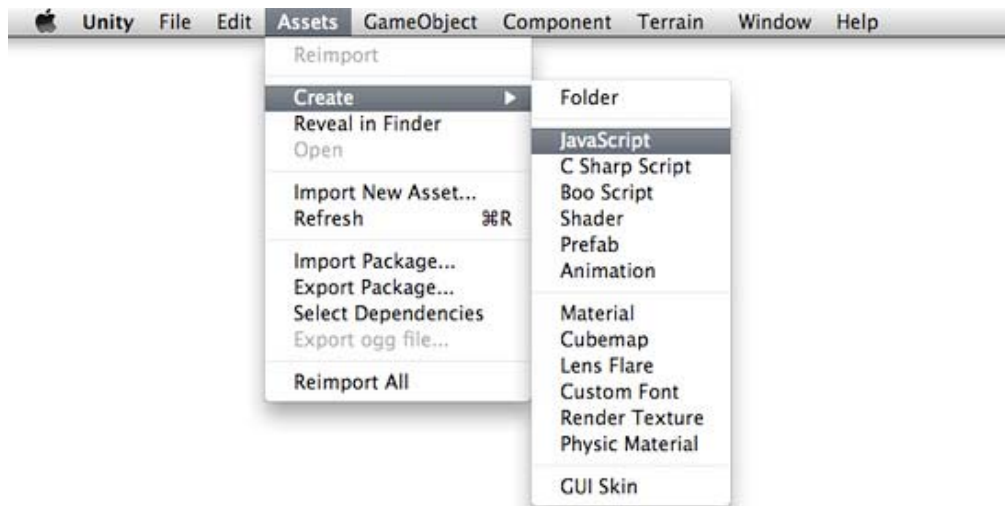 Unity File Edit Assets GameObject Component Terrain Window Help
Reimport
Create
Reveal in Finder
Open
Import New Asset...
Refresh ⌘R
Import Package...
Export Package...
Select Dependencies
Export ogg file...
Reimport All
Folder
JavaScript
C Sharp Script
Boo Script
Shader
Prefab
Animation
Material
Cubemap
Lens Flare
Custom Font
Render Texture
Physic Material
GUI Skin